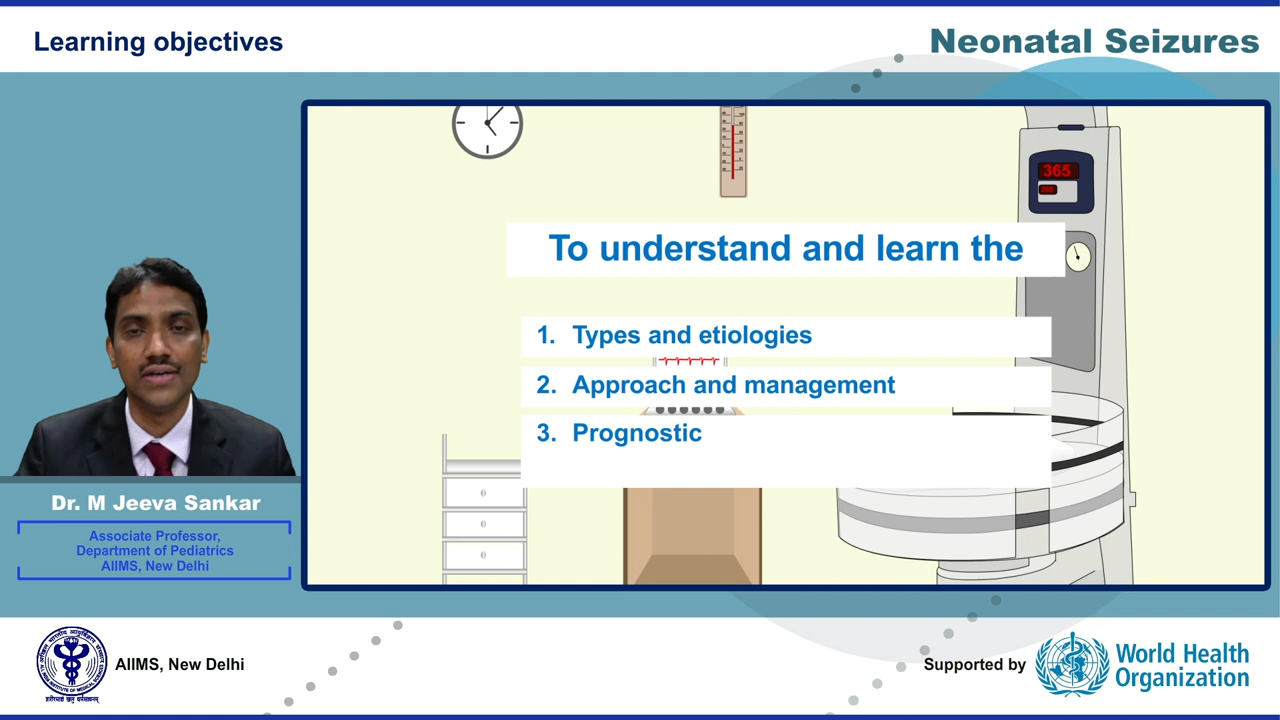 Learning objectives
Neonatal Seizures
365
To understand and learn the
1. Types and etiologies
2. Approach and management
3. Prognostic
Dr. M Jeeva Sankar
Associate Professor,
Department of Pediatrics
AIIMS, New Delhi
AIIMS, New Delhi
Supported by
World Health
Organization